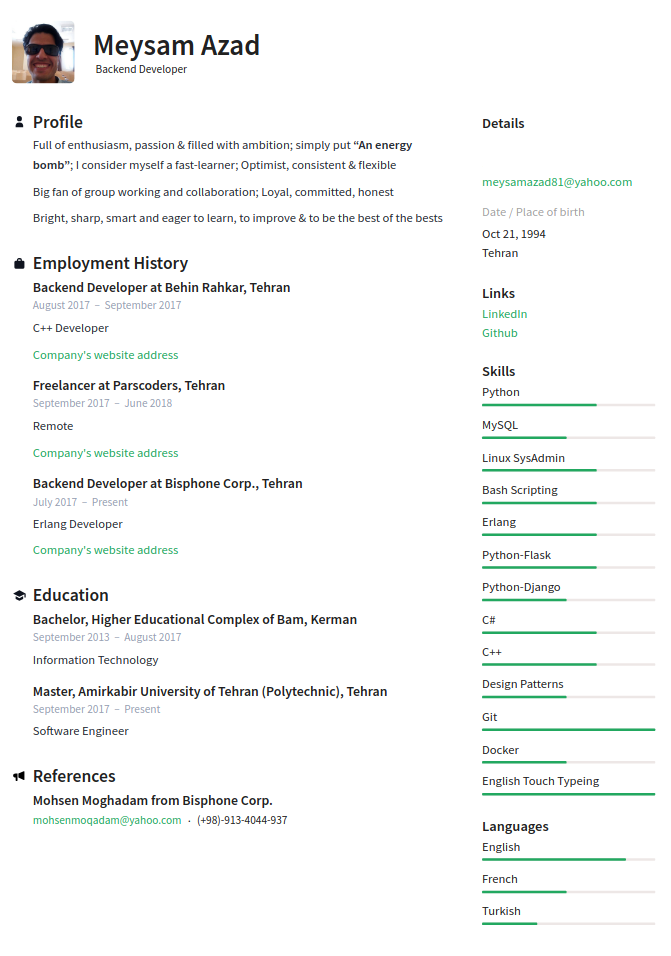 Meysam Azad
Backend Developer
Profile
Full of enthusiasm, passion & filled with ambition; simply put “An energy
bomb”; I consider myself a fast-learner; Optimist, consistent & flexible
Big fan of group working and collaboration; Loyal, committed, honest
Bright, sharp, smart and eager to learn, to improve & to be the best of the bests
Employment History
Backend Developer at Behin Rahkar, Tehran
August 2017 – September 2017
C++ Developer
Company's website address
Freelancer at Parscoders, Tehran
September 2017 – June 2018
Remote
Company's website address
Backend Developer at Bisphone Corp., Tehran
July 2017 – Present
Erlang Developer
Company's website address
Education
Bachelor, Higher Educational Complex of Bam, Kerman
September 2013 – August 2017
Information Technology
Master, Amirkabir University of Tehran (Polytechnic), Tehran
September 2017 – Present
Software Engineer
References
Mohsen Moghadam from Bisphone Corp.
mohsenmoqadam@yahoo.com · (+98)-913-4044-937
Details
meysamazad81@yahoo.com
Date / Place of birth
Oct 21, 1994
Tehran
Links
LinkedIn
Github
Skills
Python
MySQL
Linux SysAdmin
Bash Scripting
Erlang
Python-Flask
Python-Django
C#
C++
Design Patterns
Git
Docker
English Touch Typeing
Languages
English
French
Turkish